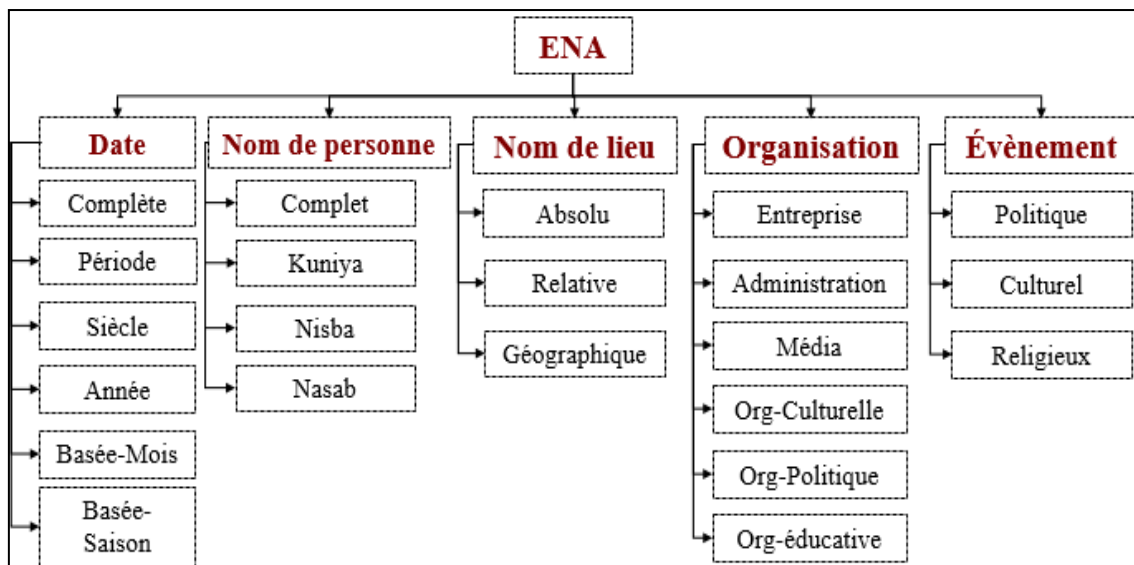 ENA
Date
Complète
Période
Siècle
Année
Basée-Mois
Basée-
Saison
Nom de personne
Complet
Kuniya
Nisba
Nasab
Nom de lieu
Absolu
Relative
Géographique
Organisation
Entreprise
Administration
Média
Org-Culturelle
Org-Politique
Org-éducative
Évènement
Politique
Culturel
Religieux